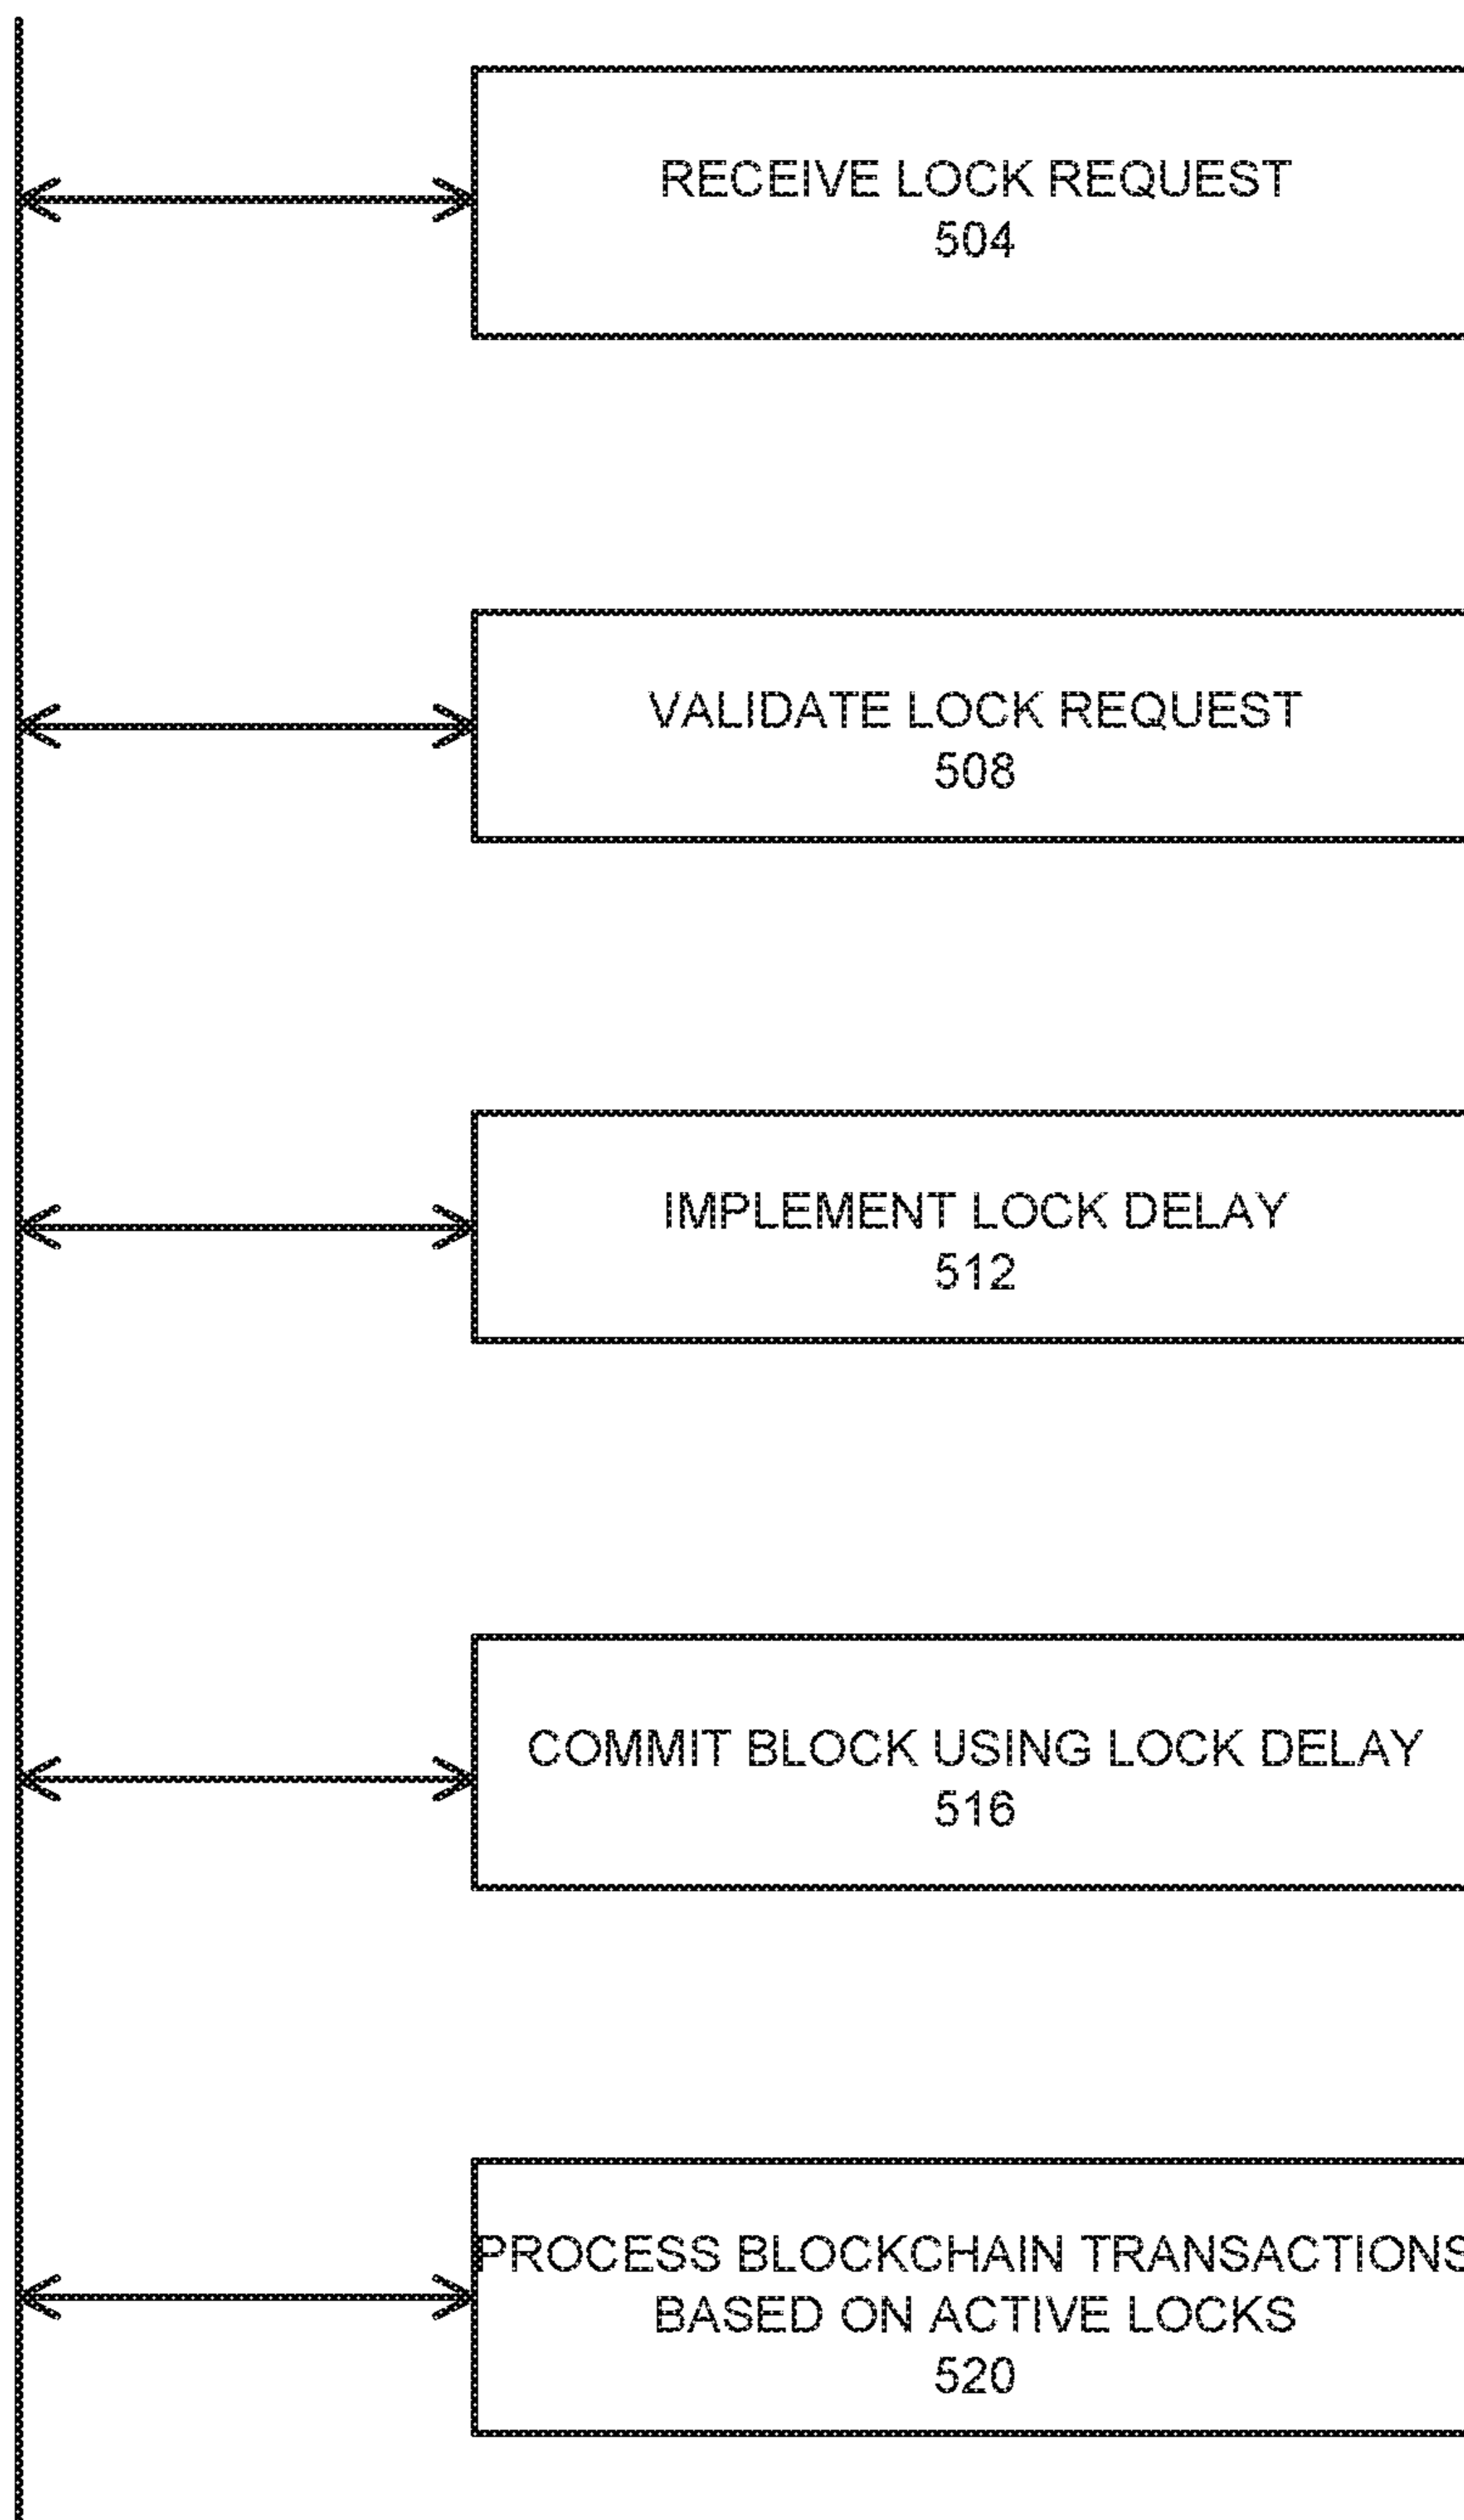 RECEIVE LOCK REQUEST
504
VALIDATE LOCK REQUEST
508
IMPLEMENT LOCK DELAY
512
COMMIT BLOCK USING LOCK DELAY
516
PROCESS BLOCKCHAIN TRANSACTIONS
BASED ON ACTIVE LOCKS
520